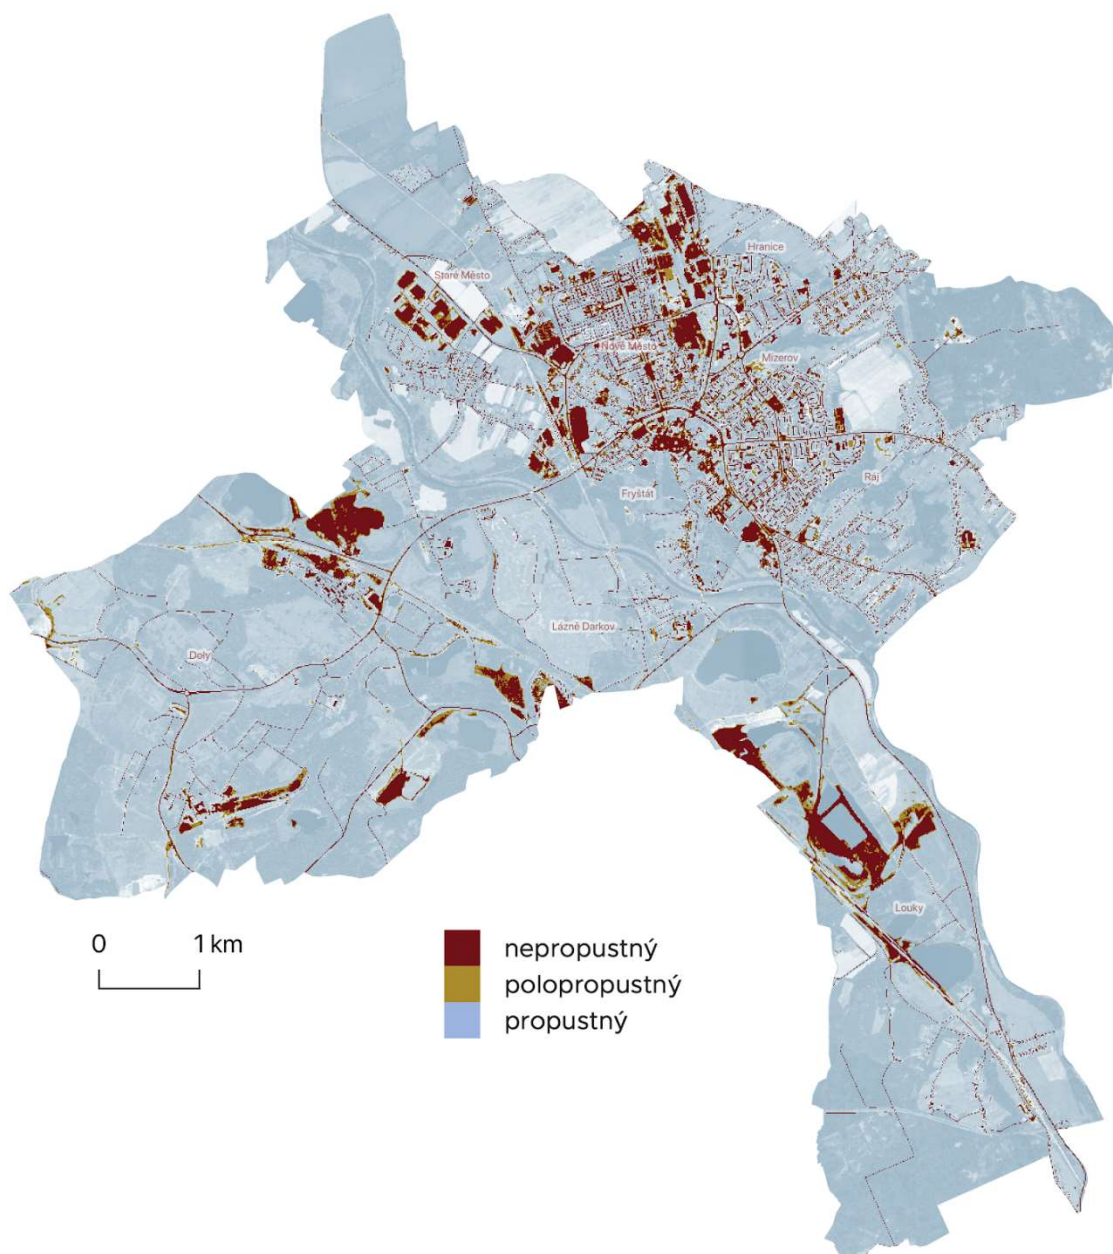 Hranice
Staré Město
Nové Město
Mizerov
Ráj
Fryštát
Lázně Darkov
Doly
Louky
0 1 km
nepropustný
polopropustný
propustný